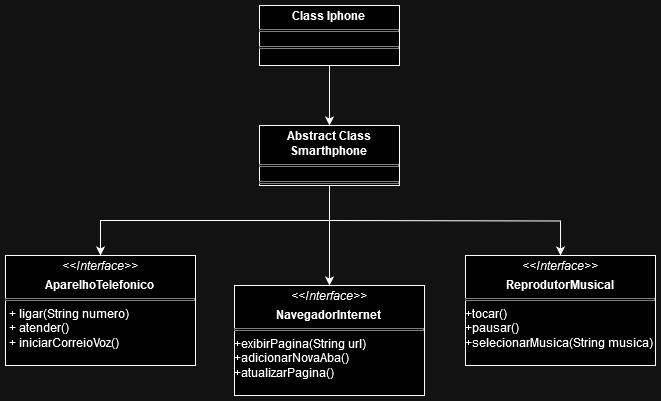 Class Iphone
Abstract Class
Smarthphone
<<Interface>>
AparelhoTelefonico
+ ligar(String numero)
+ atender()
+ iniciarCorreioVoz()
<<Interface>>
NavegadorInternet
+exibirPagina(String url)
+adicionarNovaAba()
+atualizarPagina()
<<Interface>>
ReprodutorMusical
+tocar()
+pausar()
+selecionarMusica(String musica)